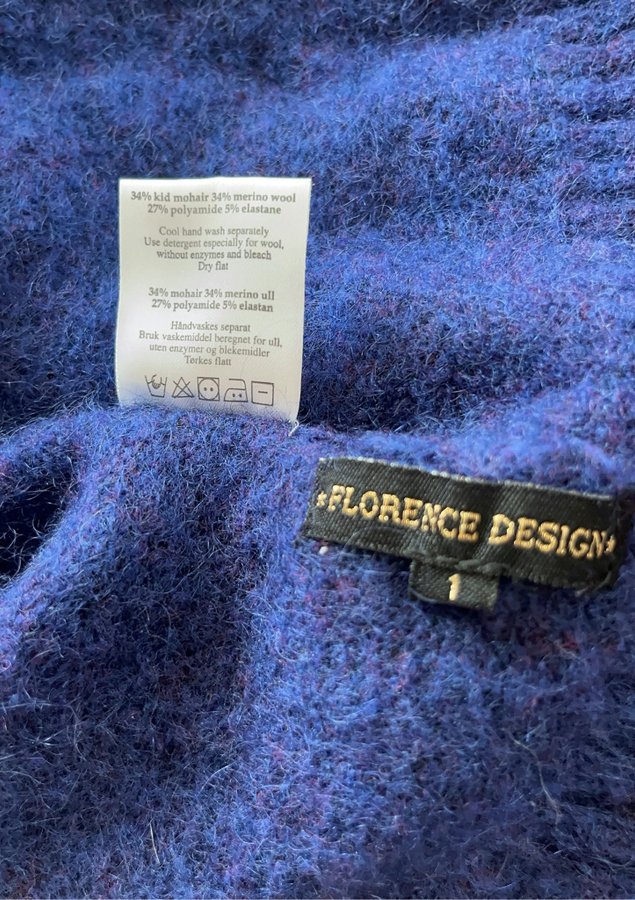 34% kid mohair 34% merino wool
27% polyamide 5% elastane
Cool hand wash separately
Use detergent especially for wool,
without enzymes and bleach
Dry flat
34% mohair 34% merino ull
27% polyamide 5% elastan
Håndvaskes separat
Bruk vaskemiddel beregnet for ull,
uten enzymer og blekemidler
Tørkes flatt
*FLORENCE DESIGN*
1